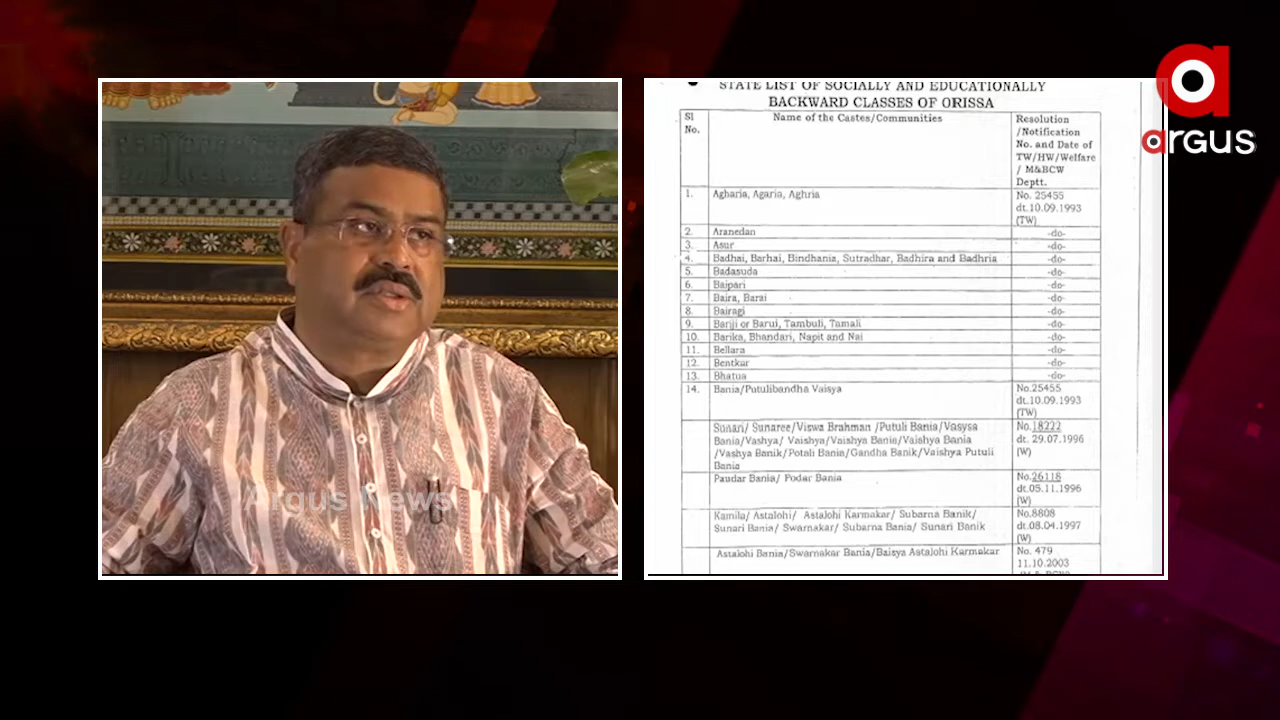 argus
Argus News
STATE LIST OF SOCIALLY AND EDUCATIONALLY
BACKWARD CLASSES OF ORISSA
Sl No.
Name of the Castes/Communities
Resolution
/Notification
No. and Date of
TW/HW/Welfare
/ M&BCW
Deptt.
1. Agharia, Agaria, Aghria No. 25455
dt.10.09.1993
(TW)
2. Aranedan -do-
3. Asur -do-
4. Badhai, Barhai, Bindhania, Sutradhar, Badhira and Badhria -do-
5. Badasuda -do-
6. Baipari -do-
7. Baira, Barai -do-
8. Bairagi -do-
9. Banji or Barui, Tambuli, Tamali -do-
10. Barika, Bhandari, Napit and Nai -do-
11. Bellara -do-
12. Bentkar -do-
13. Bhatua -do-
14. Bania/Putulibandha Vaisya No.25455
dt.10.09.1993
(TW)
Sunari/ Sunaree/Viswa Brahman /Putuli Bania/Vasysa No.18222
Bania/Vashya/ Vaishya/Vaishya Bania/Vaishya Bania dt. 29.07.1996
/Vashya Banik/Potali Bania/Gandha Banik/Vaishya Putuli (W)
Bania
Paudar Bania/ Podar Bania No.26118
dt.05.11.1996
(W)
Kamila/ Astalohi/ Astalohi Karmakar/ Subarna Banik/ No.8808
Sunari Bania/ Swarnakar/ Subarna Bania/ Sunari Banik dt.08.04.1997
(W)
Astalohi Bania/Swarnakar Bania/Baisya Astalohi Karmakar No. 479
11.10.2003